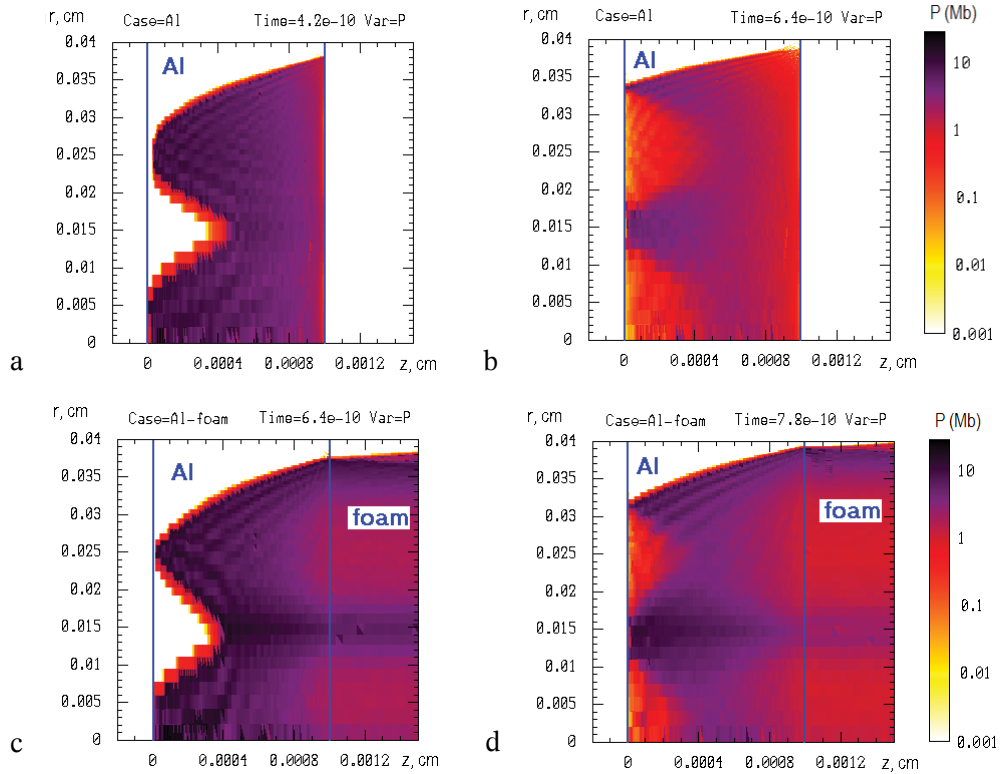 r, cm Case=Al Time=4.2e-10 Var=P
0.04
0.035
0.03
0.025
0.02
0.015
0.01
0.005
0
Al
0 0.0004 0.0008 0.0012 z, cm
a
r, cm Case=Al Time=6.4e-10 Var=P
0.04
0.035
0.03
0.025
0.02
0.015
0.01
0.005
0
Al
0 0.0004 0.0008 0.0012 z, cm
b
P (Mb)
10
1
0.1
0.01
0.001
r, cm Case=Al-foam Time=6.4e-10 Var=P
0.04
0.035
0.03
0.025
0.02
0.015
0.01
0.005
0
Al
foam
0 0.0004 0.0008 0.0012 z, cm
c
r, cm Case=Al-foam Time=7.8e-10 Var=P
0.04
0.035
0.03
0.025
0.02
0.015
0.01
0.005
0
Al
foam
0 0.0004 0.0008 0.0012 z, cm
d
P (Mb)
10
1
0.1
0.01
0.001